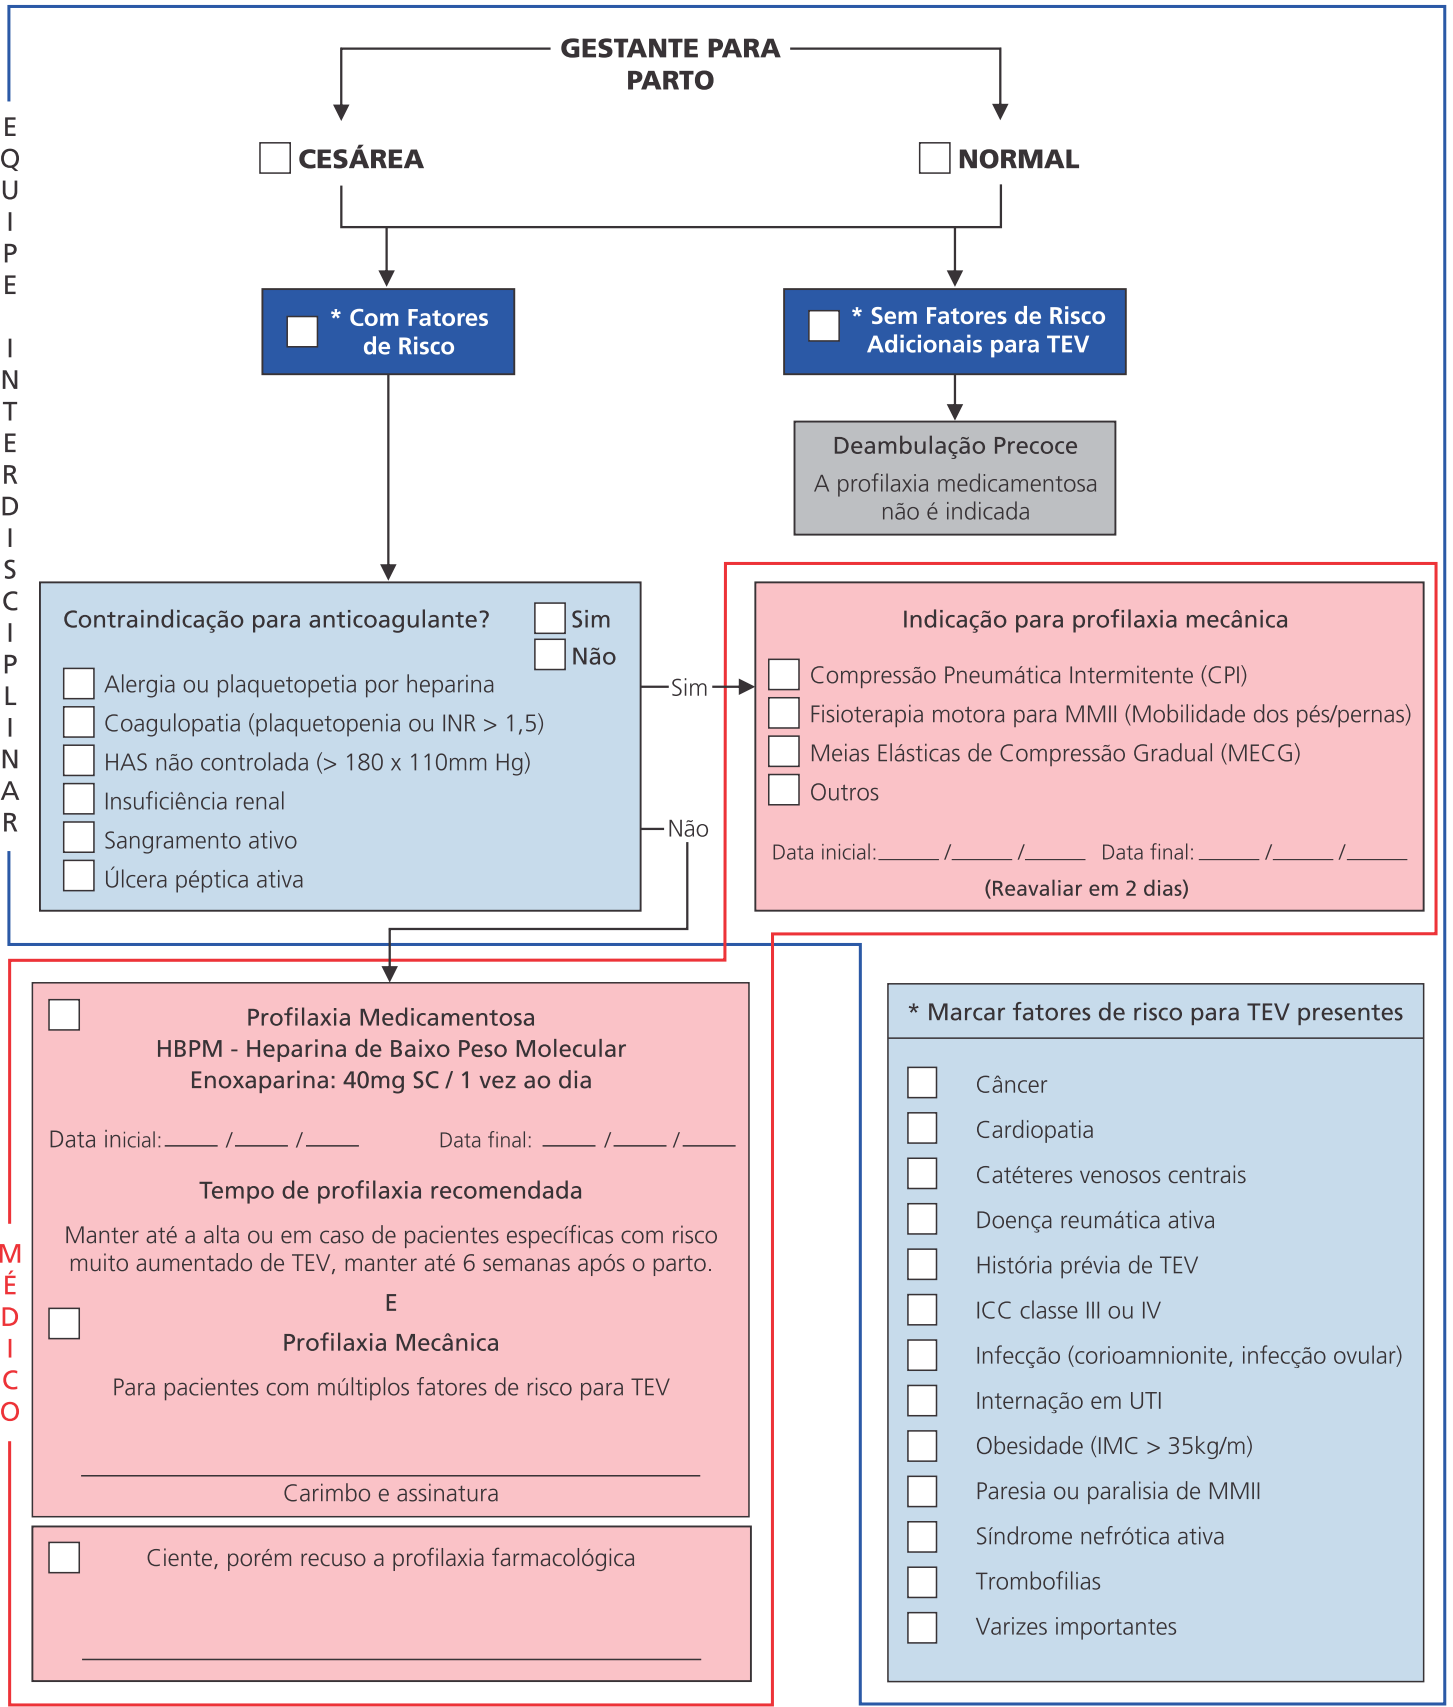 GESTANTE PARA
PARTO
CESÁREA
NORMAL
EQUIPE INTERDISCIPLINAR
* Com Fatores
de Risco
* Sem Fatores de Risco
Adicionais para TEV
Deambulação Precoce
A profilaxia medicamentosa
não é indicada
Contraindicação para anticoagulante?
Sim
Não
Alergia ou plaquetopetia por heparina
Coagulopatia (plaquetopenia ou INR > 1,5)
HAS não controlada (> 180 x 110mm Hg)
Insuficiência renal
Sangramento ativo
Úlcera péptica ativa
Sim
Não
Indicação para profilaxia mecânica
Compressão Pneumática Intermitente (CPI)
Fisioterapia motora para MMII (Mobilidade dos pés/pernas)
Meias Elásticas de Compressão Gradual (MECG)
Outros
Data inicial:_____ /_____ /_____ Data final: _____ /_____ /_____
(Reavaliar em 2 dias)
MÉDICO
Profilaxia Medicamentosa
HBPM - Heparina de Baixo Peso Molecular
Enoxaparina: 40mg SC / 1 vez ao dia
Data inicial:____ /____ /____ Data final: ____ /____ /____
Tempo de profilaxia recomendada
Manter até a alta ou em caso de pacientes específicas com risco
muito aumentado de TEV, manter até 6 semanas após o parto.
E
Profilaxia Mecânica
Para pacientes com múltiplos fatores de risco para TEV
Carimbo e assinatura
Ciente, porém recuso a profilaxia farmacológica
* Marcar fatores de risco para TEV presentes
Câncer
Cardiopatia
Catéteres venosos centrais
Doença reumática ativa
História prévia de TEV
ICC classe III ou IV
Infecção (corioamnionite, infecção ovular)
Internação em UTI
Obesidade (IMC > 35kg/m)
Paresia ou paralisia de MMII
Síndrome nefrótica ativa
Trombofilias
Varizes importantes